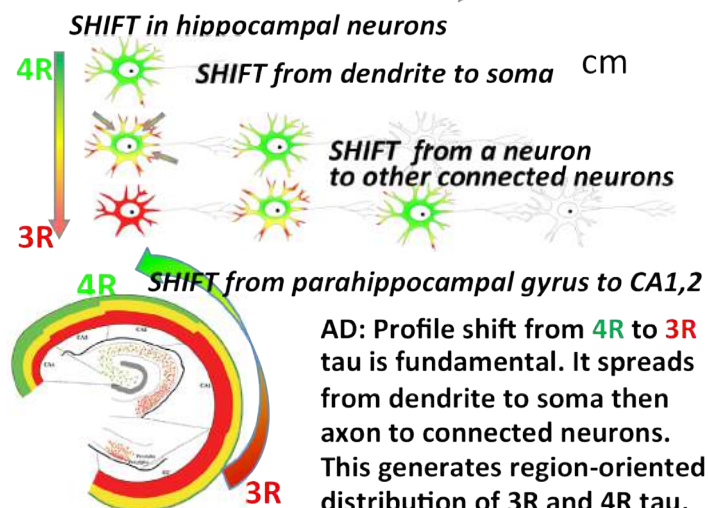 SHIFT in hippocampal neurons
4R
SHIFT from dendrite to soma
cm
SHIFT from a neuron
to other connected neurons
3R
4R
SHIFT from parahippocampal gyrus to CA1,2
AD: Profile shift from 4R to 3R
tau is fundamental. It spreads
from dendrite to soma then
axon to connected neurons.
This generates region-oriented
distribution of 3R and 4R tau.
3R